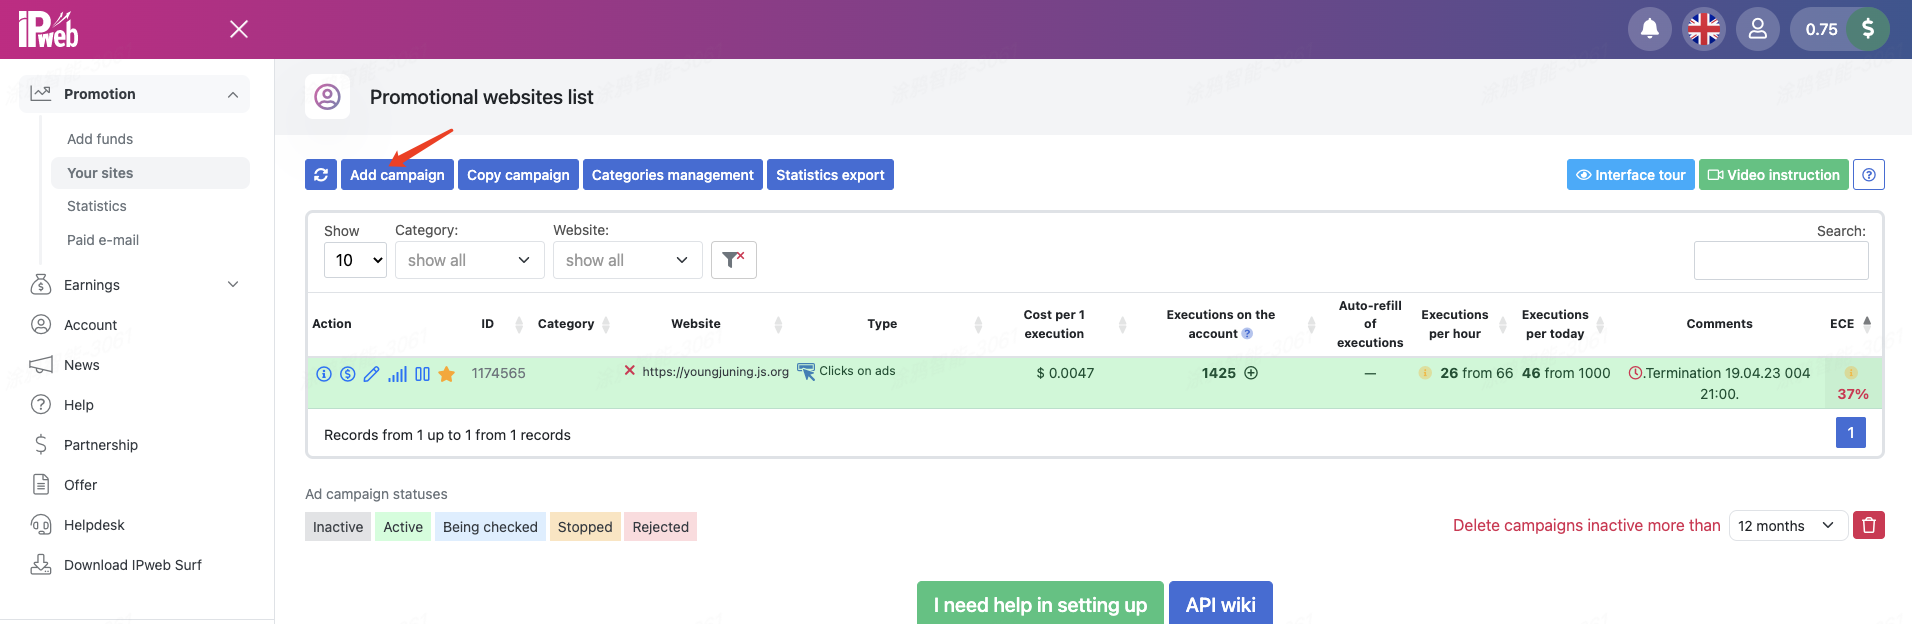 IPweb
0.75 $
Promotion
Add funds
Your sites
Statistics
Paid e-mail
Earnings
Account
News
Help
Partnership
Offer
Helpdesk
Download IPweb Surf
Promotional websites list
Add campaign Copy campaign Categories management Statistics export
Interface tour Video instruction ?
Show Category: Website: Search:
10 show all show all
Action ID Category Website Type Cost per 1 execution Executions on the account ? Auto-refill of executions Executions per hour Executions per today Comments ECE
1174565 https://youngjuning.js.org Clicks on ads $ 0.0047 1425 — 26 from 66 46 from 1000 .Termination 19.04.23 004
21:00. 37%
Records from 1 up to 1 from 1 records 1
Ad campaign statuses
Inactive Active Being checked Stopped Rejected
Delete campaigns inactive more than 12 months
I need help in setting up API wiki